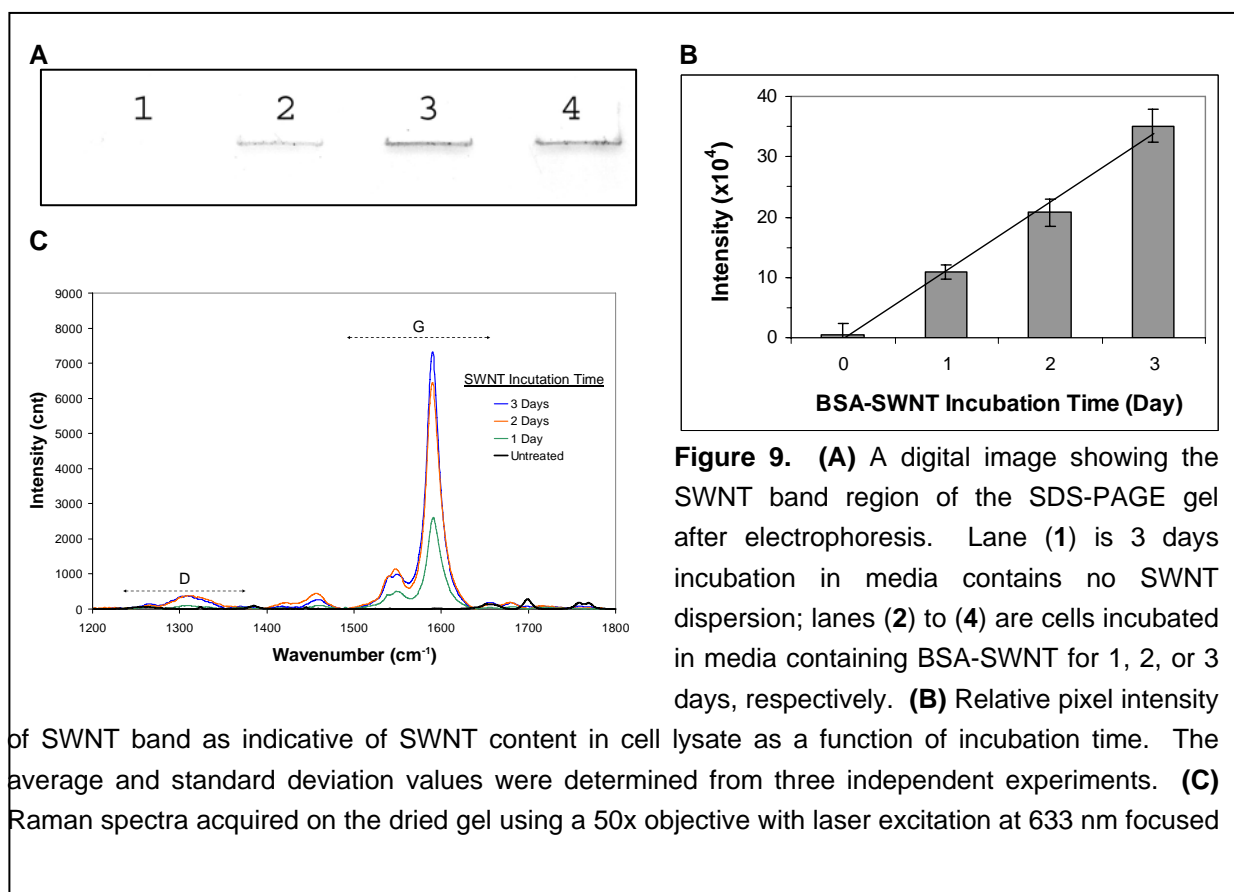 A
1 2 3 4
B
40
30
20
10
0
Intensity (x10⁴)
0 1 2 3
BSA-SWNT Incubation Time (Day)
C
9000
8000
7000
6000
5000
4000
3000
2000
1000
0
Intensity (cnt)
G
D
SWNT Incutation Time
3 Days
2 Days
1 Day
Untreated
1200 1300 1400 1500 1600 1700 1800
Wavenumber (cm⁻¹)
Figure 9. (A) A digital image showing the
SWNT band region of the SDS-PAGE gel
after electrophoresis. Lane (1) is 3 days
incubation in media contains no SWNT
dispersion; lanes (2) to (4) are cells incubated
in media containing BSA-SWNT for 1, 2, or 3
days, respectively. (B) Relative pixel intensity
of SWNT band as indicative of SWNT content in cell lysate as a function of incubation time. The
average and standard deviation values were determined from three independent experiments. (C)
Raman spectra acquired on the dried gel using a 50x objective with laser excitation at 633 nm focused